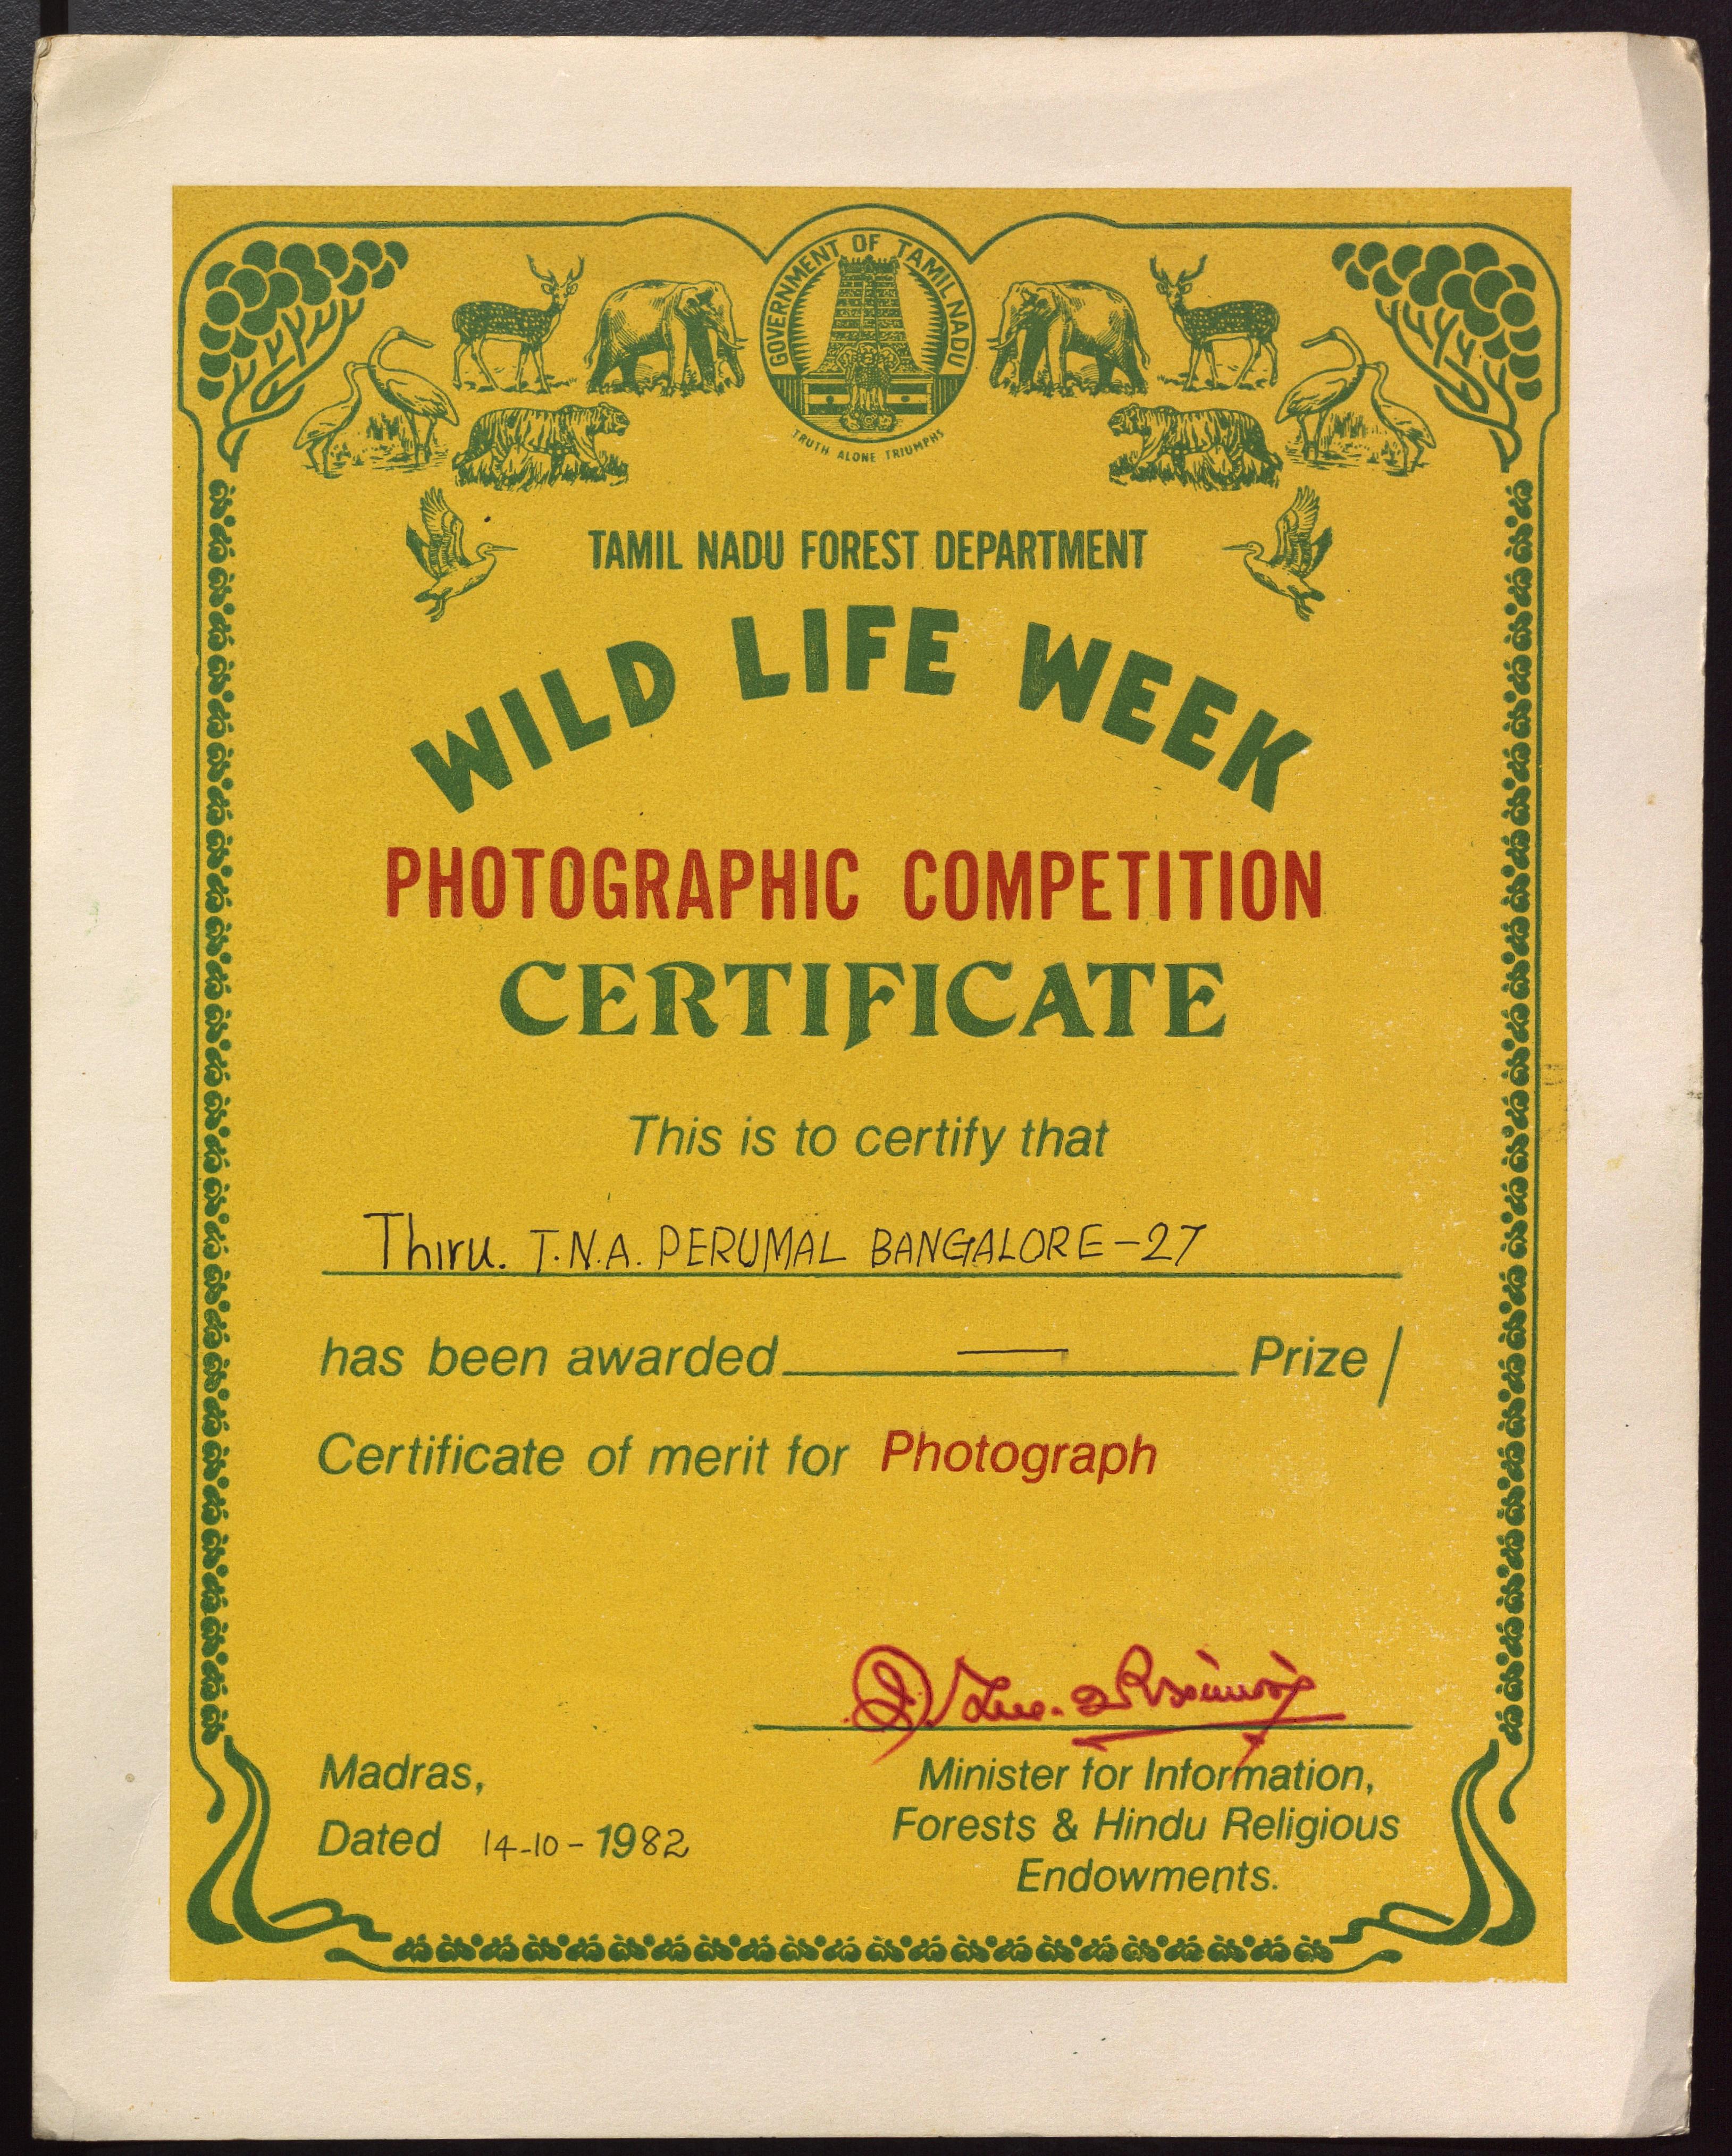 GOVERNMENT OF TAMIL NADU
TRUTH ALONE TRIUMPHS
TAMIL NADU FOREST DEPARTMENT
WILD LIFE WEEK
PHOTOGRAPHIC COMPETITION
CERTIFICATE
This is to certify that
Thiru. T.N.A. PERUMAL BANGALORE-27
has been awarded — Prize /
Certificate of merit for Photograph
Madras,
Dated 14-10-1982
Minister for Information,
Forests & Hindu Religious
Endowments.